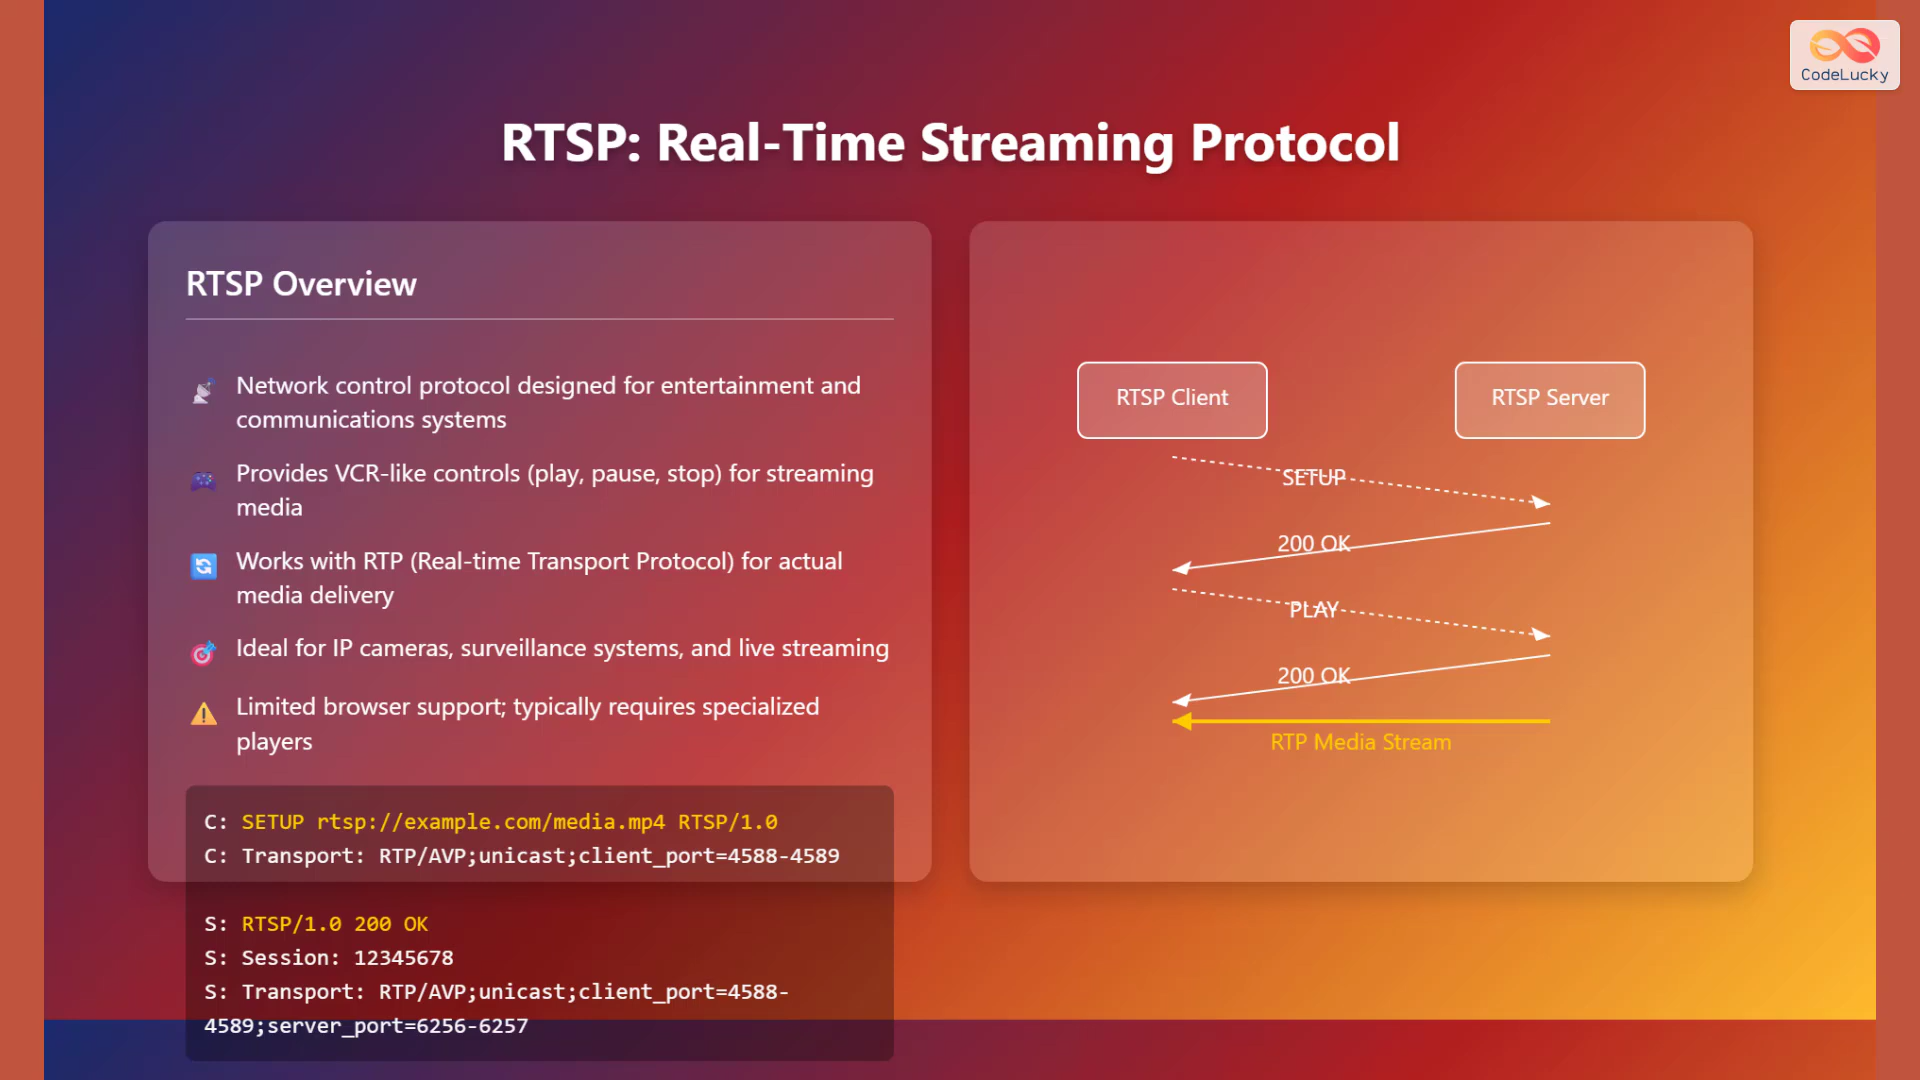 CodeLucky
RTSP: Real-Time Streaming Protocol
RTSP Overview
Network control protocol designed for entertainment and
communications systems
Provides VCR-like controls (play, pause, stop) for streaming
media
Works with RTP (Real-time Transport Protocol) for actual
media delivery
Ideal for IP cameras, surveillance systems, and live streaming
Limited browser support; typically requires specialized
players
C: SETUP rtsp://example.com/media.mp4 RTSP/1.0
C: Transport: RTP/AVP;unicast;client_port=4588-4589
S: RTSP/1.0 200 OK
S: Session: 12345678
S: Transport: RTP/AVP;unicast;client_port=4588-
4589;server_port=6256-6257
RTSP Client
RTSP Server
SETUP
200 OK
PLAY
200 OK
RTP Media Stream